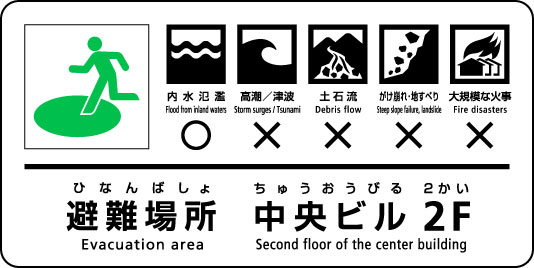 内水氾濫 高潮／津波 土石流 がけ崩れ・地すべり 大規模な火事
Flood from inland waters Storm surges / Tsunami Debris flow Steep slope failure, landslide Fire disasters
○ × × × ×
ひなんばしょ ちゅうおうびる 2かい
避難場所 中央ビル 2F
Evacuation area Second floor of the center building